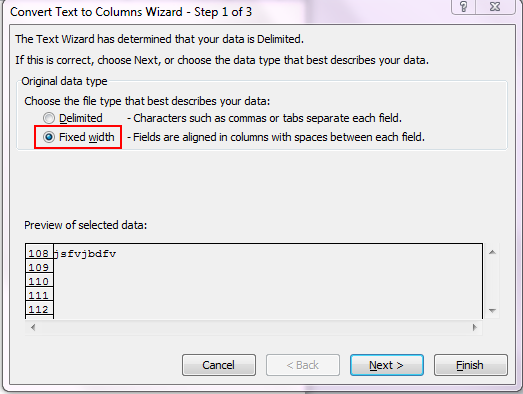 Convert Text to Columns Wizard - Step 1 of 3
?
The Text Wizard has determined that your data is Delimited.
If this is correct, choose Next, or choose the data type that best describes your data.
Original data type
Choose the file type that best describes your data:
Delimited - Characters such as commas or tabs separate each field.
Fixed width - Fields are aligned in columns with spaces between each field.
Preview of selected data:
108 jsfvjbdfv
109
110
111
112
Cancel < Back Next > Finish